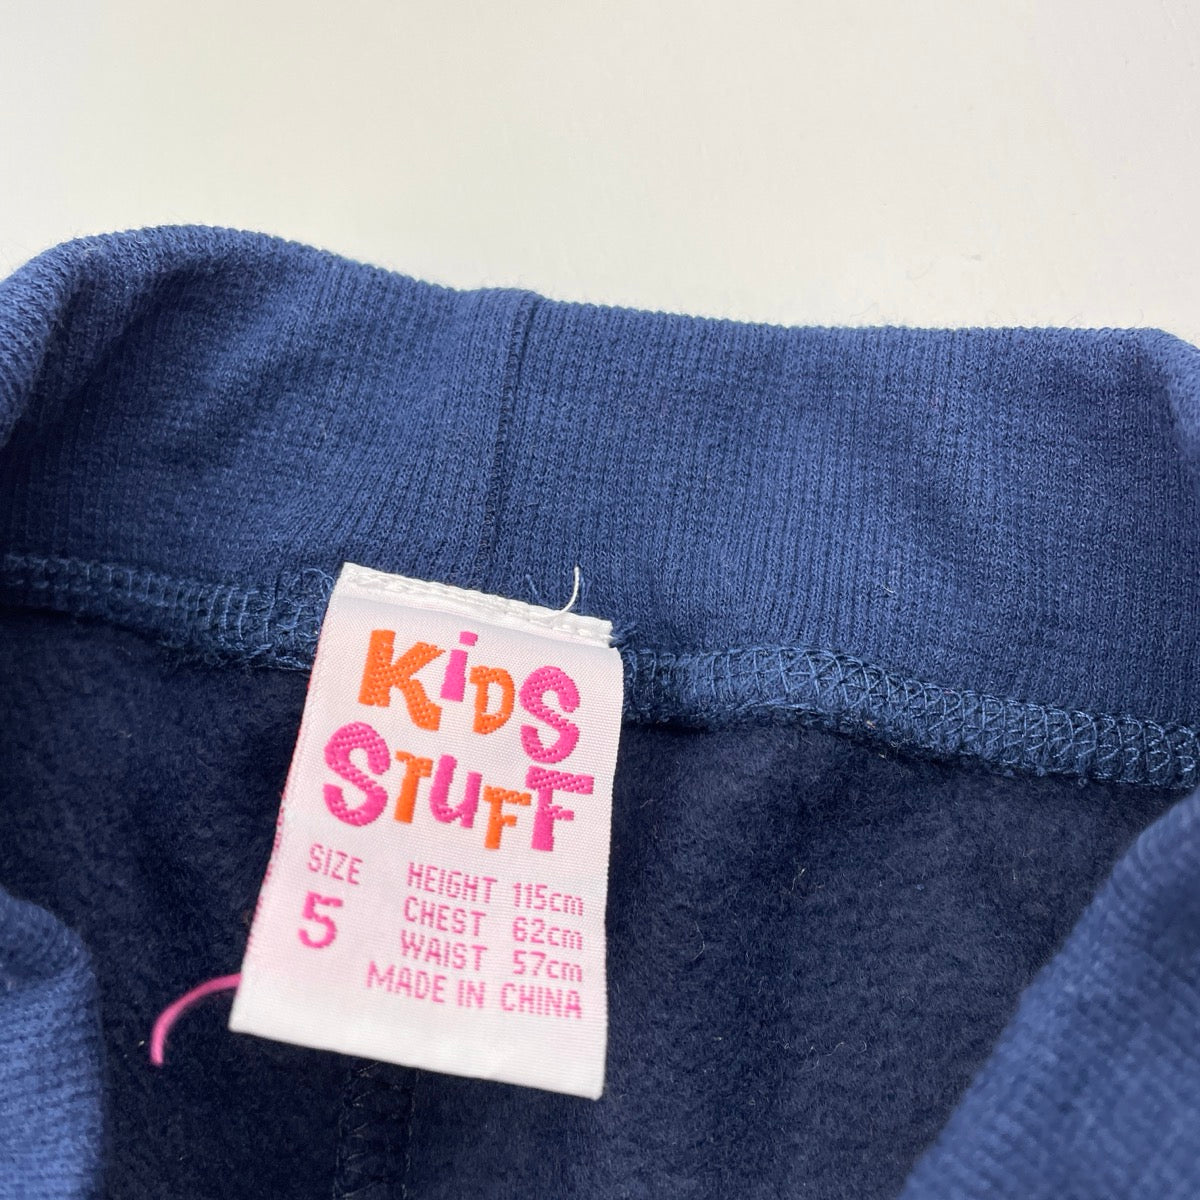 KiDS
STUFF
SIZE
5
HEIGHT 115cm
CHEST 62cm
WAIST 57cm
MADE IN CHINA